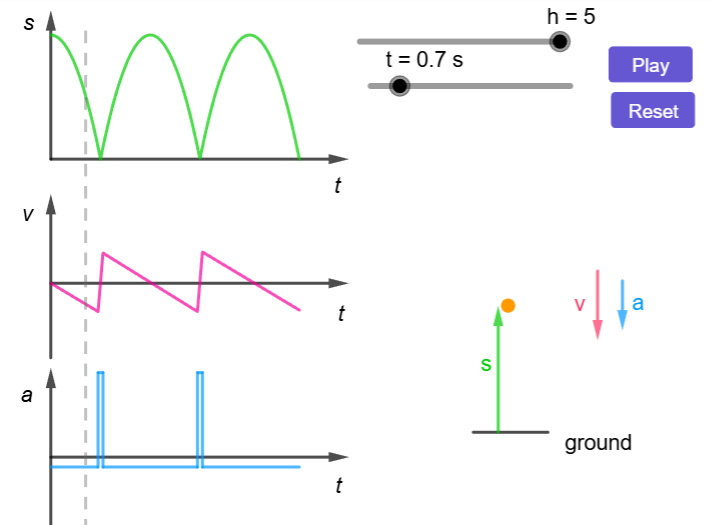 s
t
h = 5
t = 0.7 s
Play
Reset
v
t
a
t
v
a
s
ground